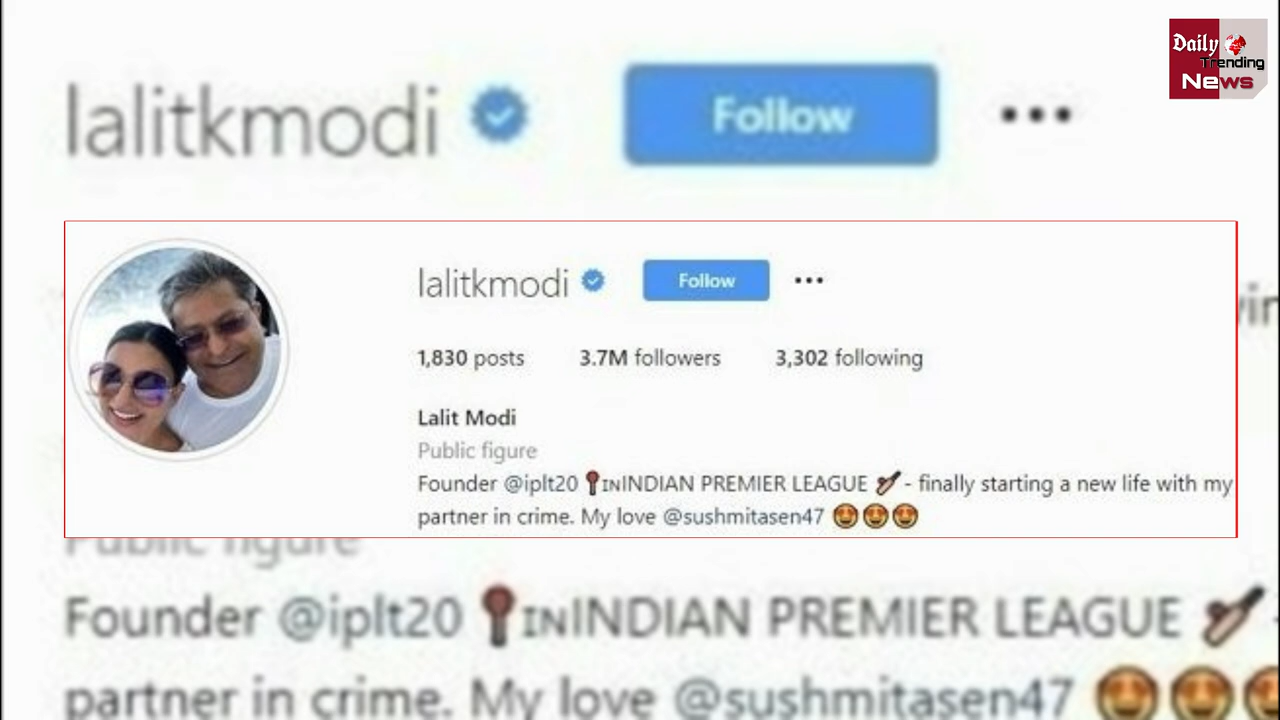 Daily
Trending
News
lalitkmodi Follow
lalitkmodi Follow
1,830 posts 3.7M followers 3,302 following
Lalit Modi
Public figure
Founder @iplt20 📍ɪɴINDIAN PREMIER LEAGUE 🏏 - finally starting a new life with my
partner in crime. My love @sushmitasen47 😍😍😍
Public figure
Founder @iplt20 📍ɪɴINDIAN PREMIER LEAGUE 🏏 -
partner in crime. My love @sushmitasen47 😍😍😍